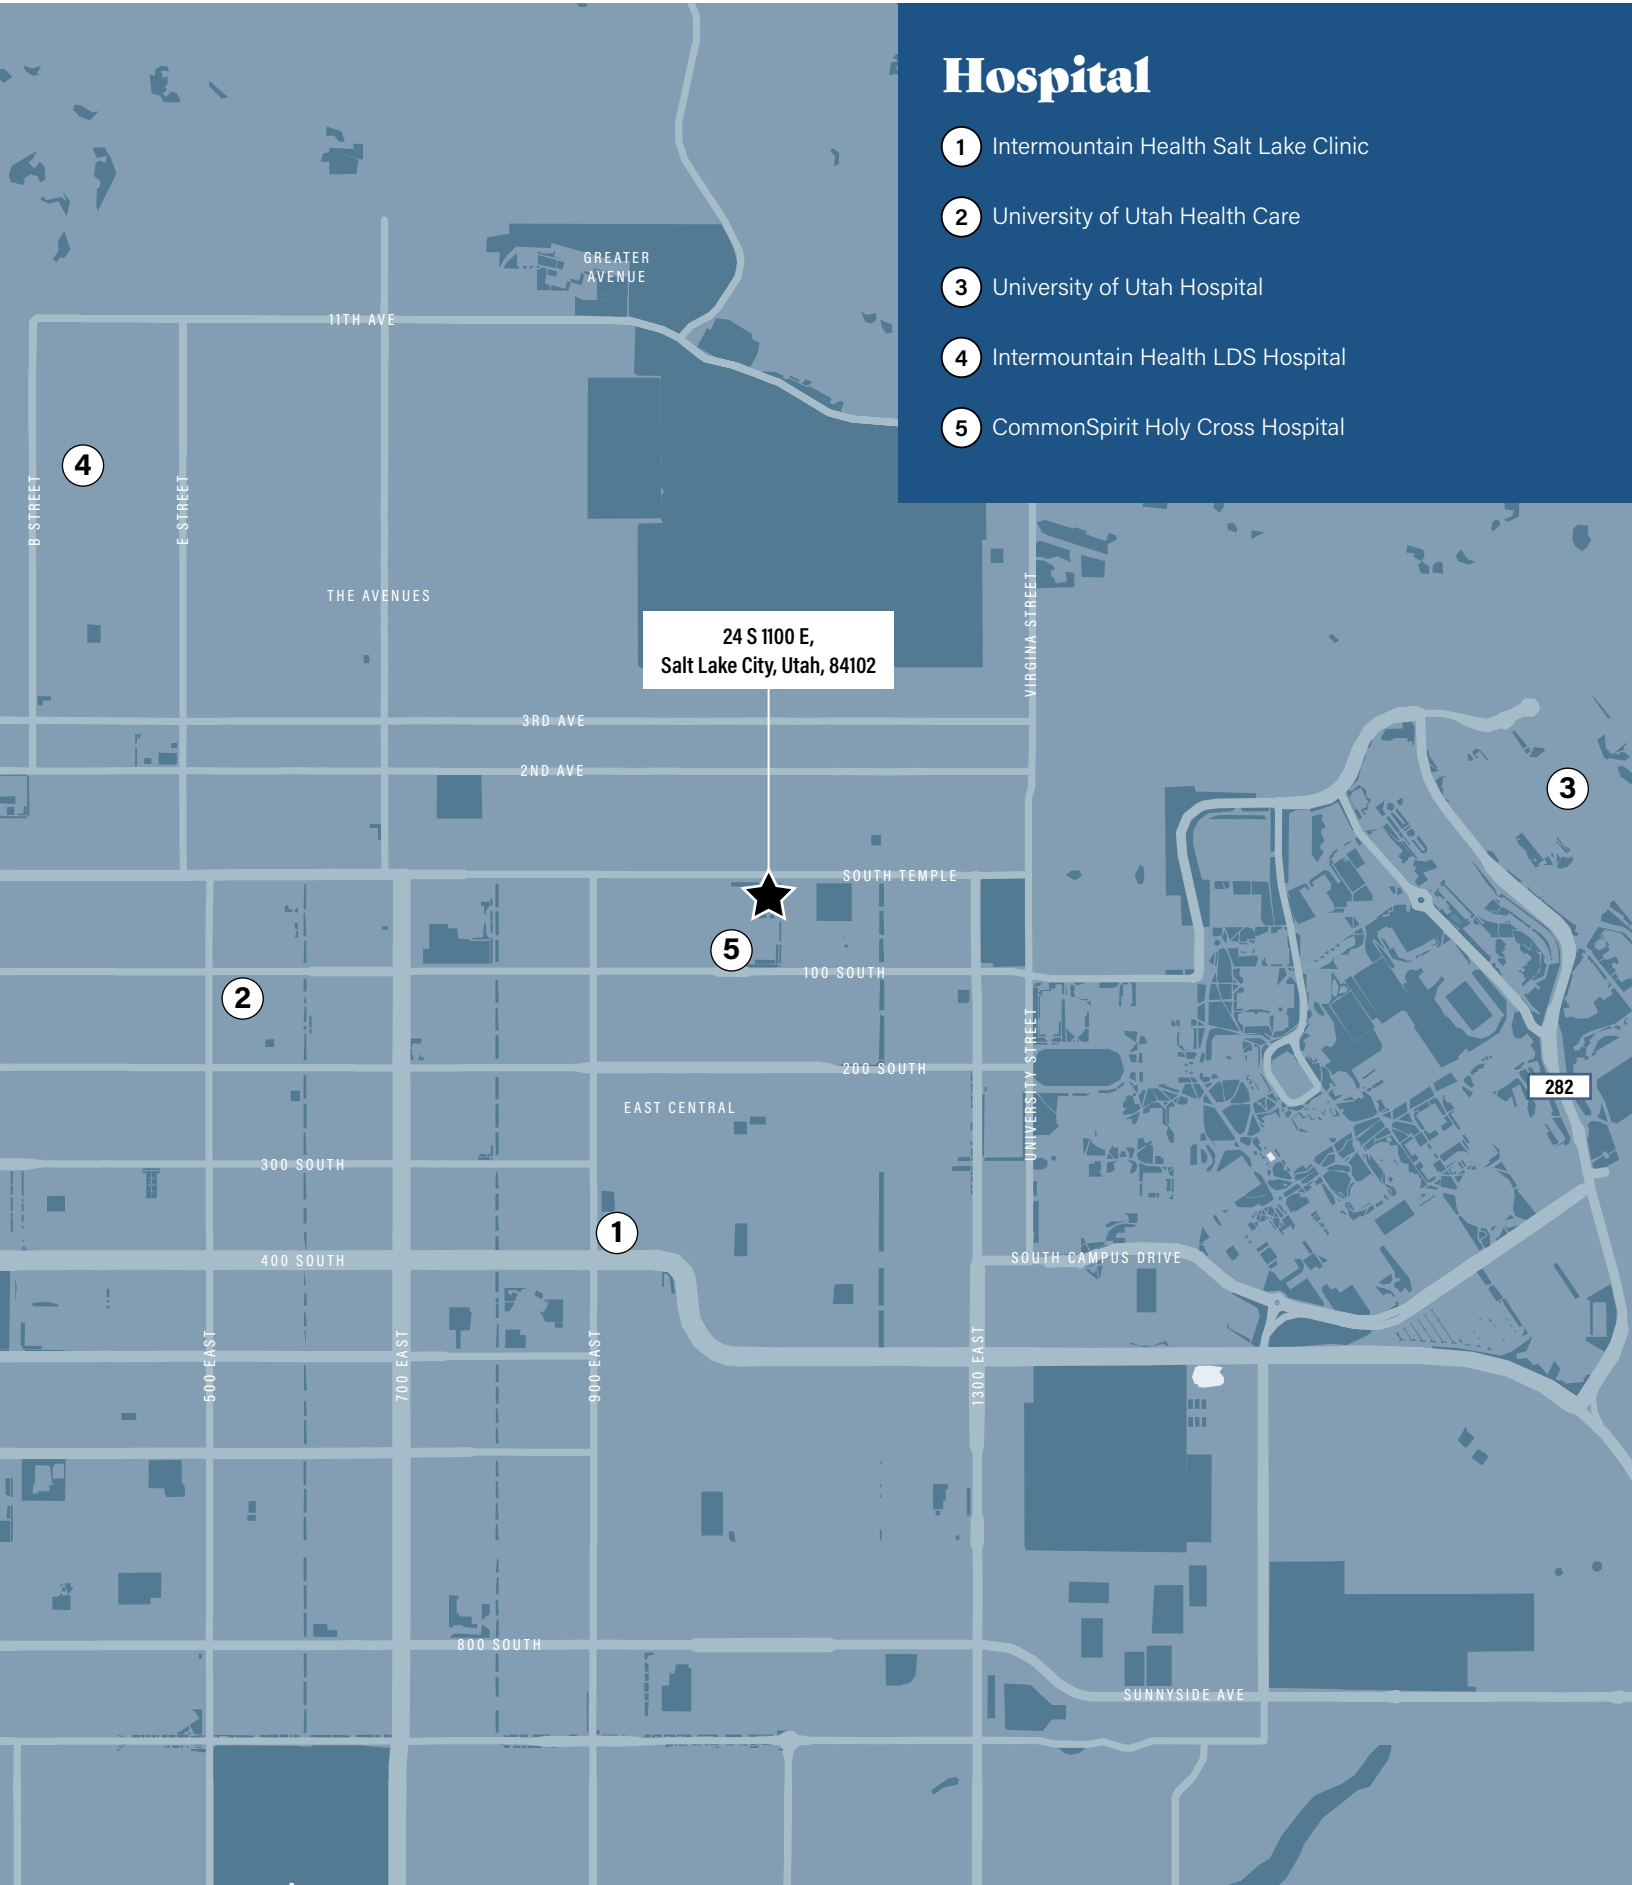 Hospital
1 Intermountain Health Salt Lake Clinic
2 University of Utah Health Care
3 University of Utah Hospital
4 Intermountain Health LDS Hospital
5 CommonSpirit Holy Cross Hospital
GREATER
AVENUE
11TH AVE
4
B STREET
E STREET
THE AVENUES
VIRGINA STREET
24 S 1100 E,
Salt Lake City, Utah, 84102
3RD AVE
2ND AVE
3
SOUTH TEMPLE
5
100 SOUTH
2
200 SOUTH
UNIVERSITY STREET
282
EAST CENTRAL
300 SOUTH
1
400 SOUTH
SOUTH CAMPUS DRIVE
500 EAST
700 EAST
900 EAST
1300 EAST
800 SOUTH
SUNNYSIDE AVE